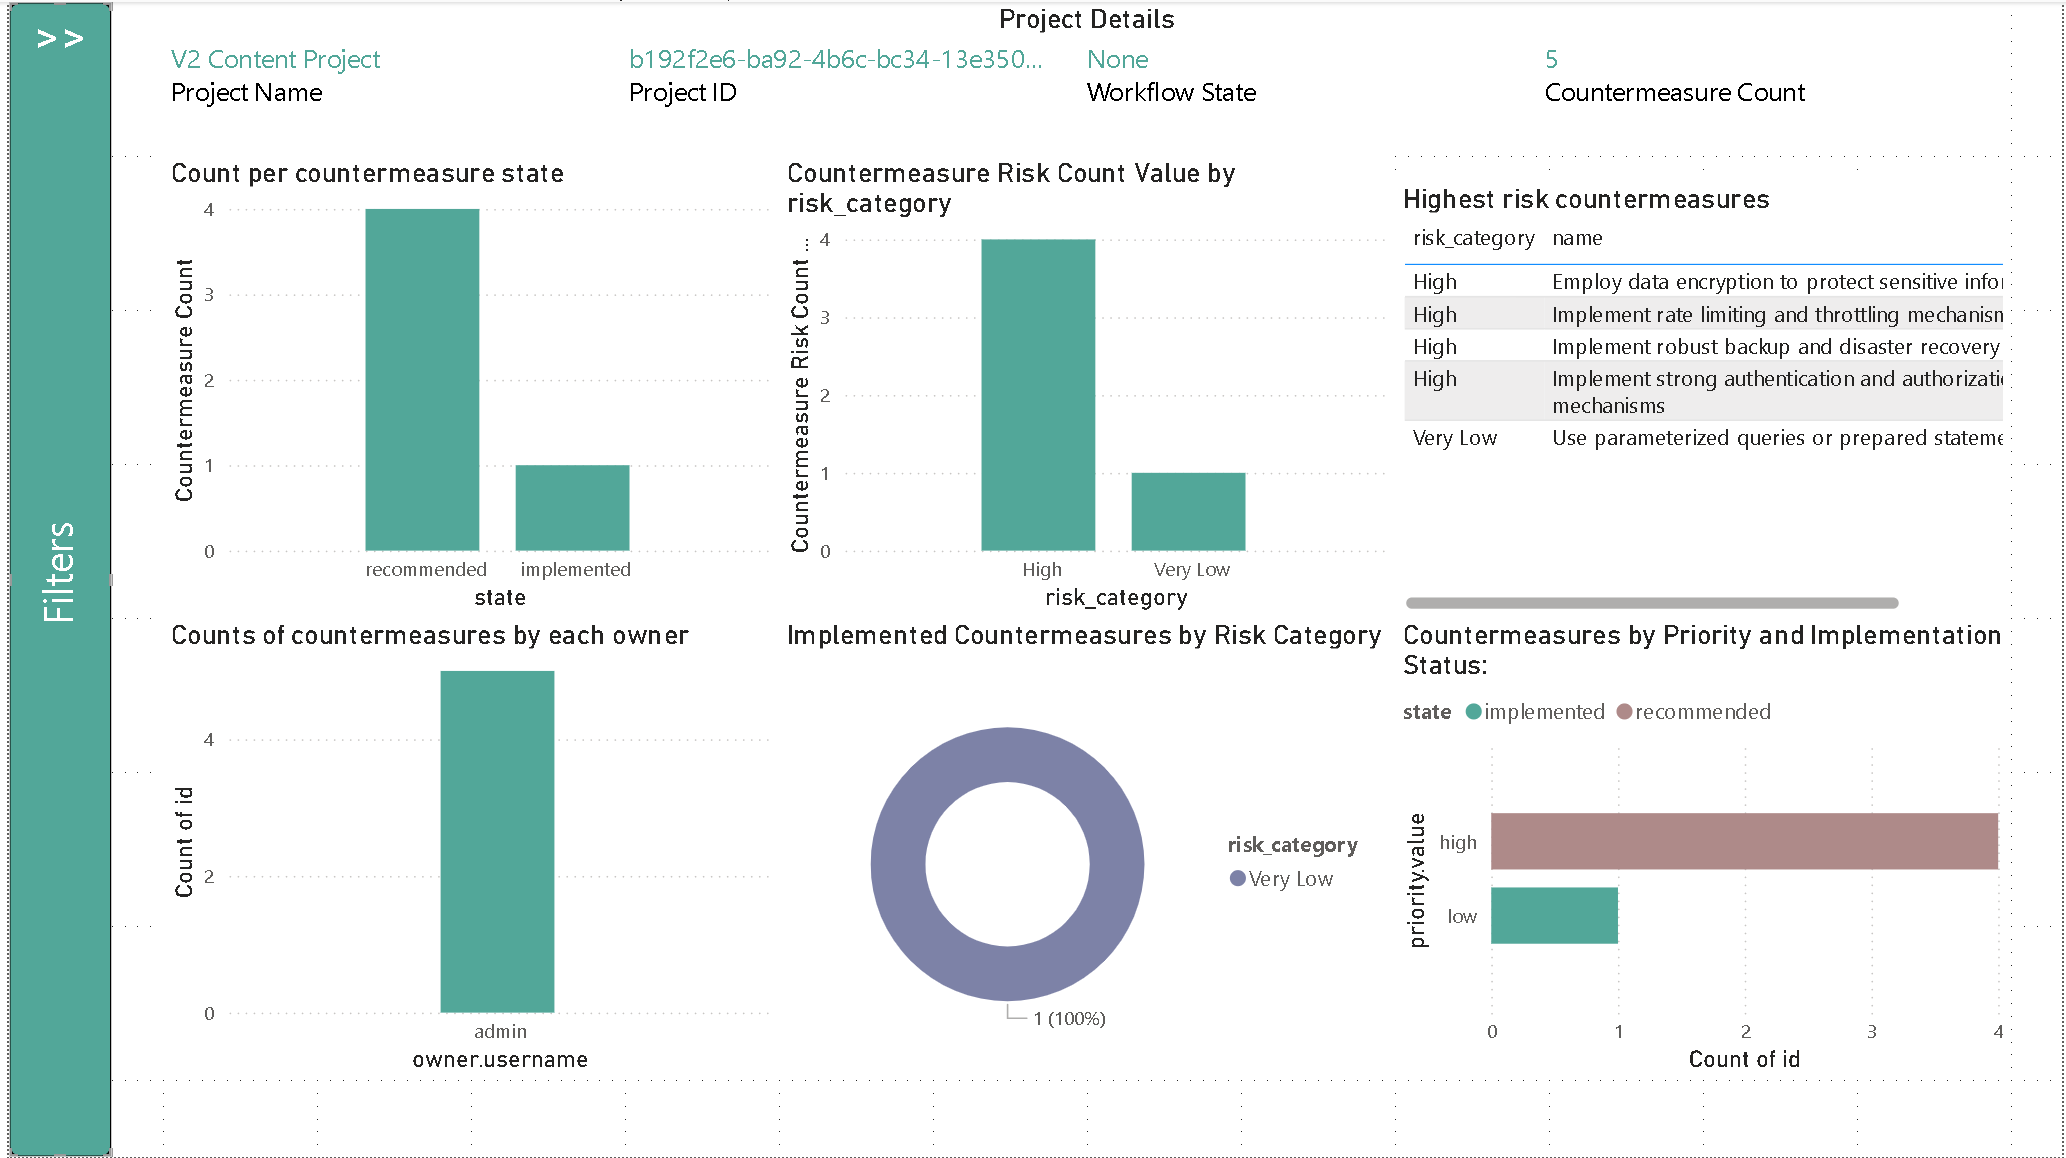 >>
Filters
Project Details
V2 Content Project
Project Name
b192f2e6-ba92-4b6c-bc34-13e350...
Project ID
None
Workflow State
5
Countermeasure Count
Count per countermeasure state
Countermeasure Count
4
3
2
1
0
recommended implemented
state
Countermeasure Risk Count Value by
risk_category
Countermeasure Risk Count ...
4
3
2
1
0
High Very Low
risk_category
Highest risk countermeasures
risk_category name
High Employ data encryption to protect sensitive infor
High Implement rate limiting and throttling mechanism
High Implement robust backup and disaster recovery
High Implement strong authentication and authorizatio
mechanisms
Very Low Use parameterized queries or prepared stateme
Counts of countermeasures by each owner
Count of id
4
2
0
admin
owner.username
Implemented Countermeasures by Risk Category
1 (100%)
risk_category
Very Low
Countermeasures by Priority and Implementation
Status:
state implemented recommended
priority.value
high
low
0 1 2 3 4
Count of id